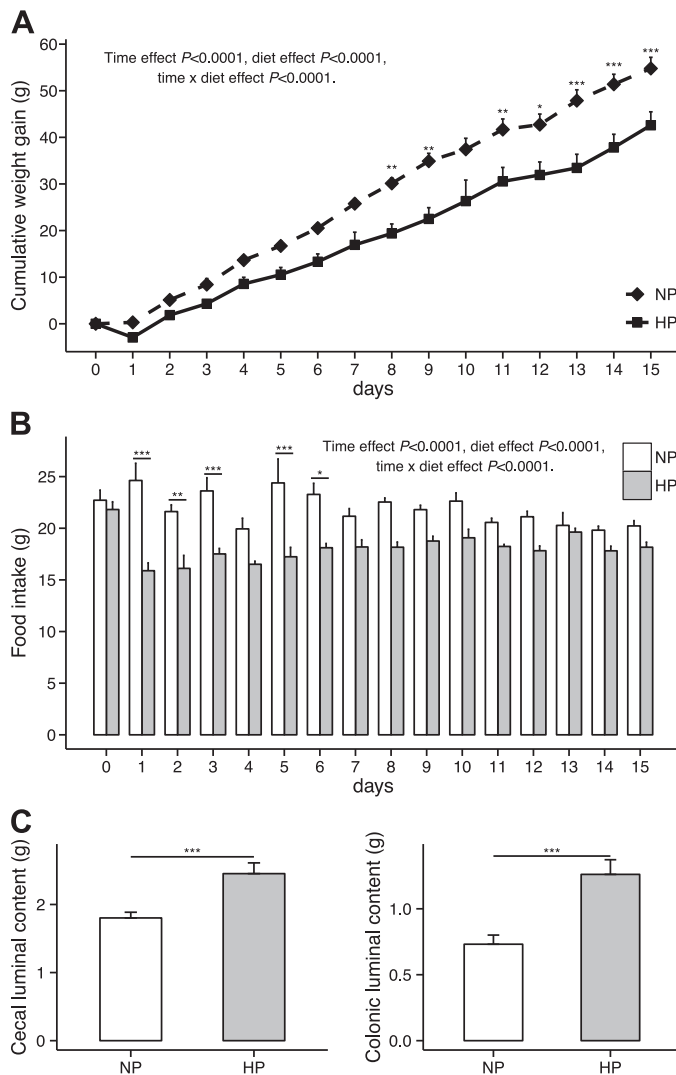 A
Cumulative weight gain (g)
60
50
40
30
20
10
0
Time effect P<0.0001, diet effect P<0.0001,
time x diet effect P<0.0001.
** ** ** * *** *** ***
NP
HP
0 1 2 3 4 5 6 7 8 9 10 11 12 13 14 15
days
B
Food intake (g)
25
20
15
10
5
0
Time effect P<0.0001, diet effect P<0.0001,
time x diet effect P<0.0001.
*** ** *** *** *
NP
HP
0 1 2 3 4 5 6 7 8 9 10 11 12 13 14 15
days
C
Cecal luminal content (g)
2
1
0
***
NP HP
Colonic luminal content (g)
1.0
0.5
0.0
***
NP HP